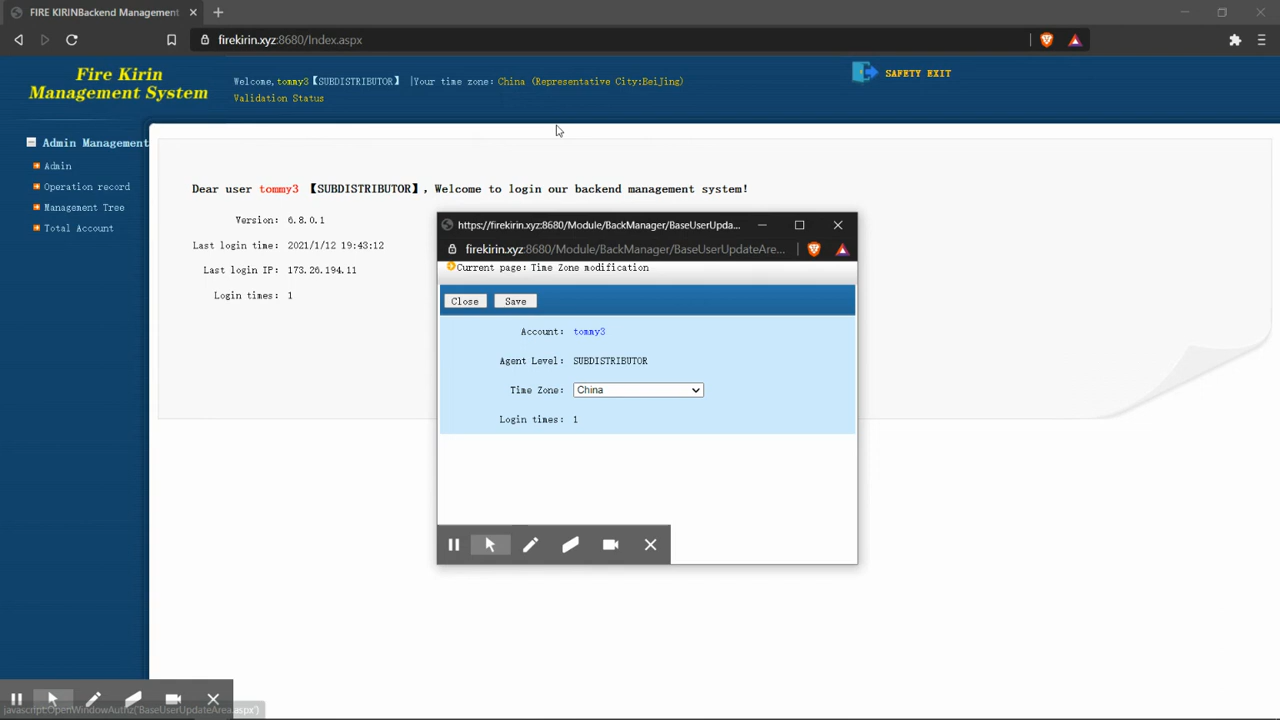 FIRE KIRINBackend Management
firekirin.xyz:8680/Index.aspx
Fire Kirin
Management System
Welcome,tommy3【SUBDISTRIBUTOR】 |Your time zone: China (Representative City:BeiJing)
Validation Status
SAFETY EXIT
Admin Management
Admin
Operation record
Management Tree
Total Account
Dear user tommy3 【SUBDISTRIBUTOR】, Welcome to login our backend management system!
Version: 6.8.0.1
Last login time: 2021/1/12 19:43:12
Last login IP: 173.26.194.11
Login times: 1
https://firekirin.xyz:8680/Module/BackManager/BaseUserUpda...
firekirin.xyz:8680/Module/BackManager/BaseUserUpdateAre...
Current page: Time Zone modification
Close Save
Account: tommy3
Agent Level: SUBDISTRIBUTOR
Time Zone: China
Login times: 1
javascript:OpenWindowAuthz('BaseUserUpdateArea.aspx')